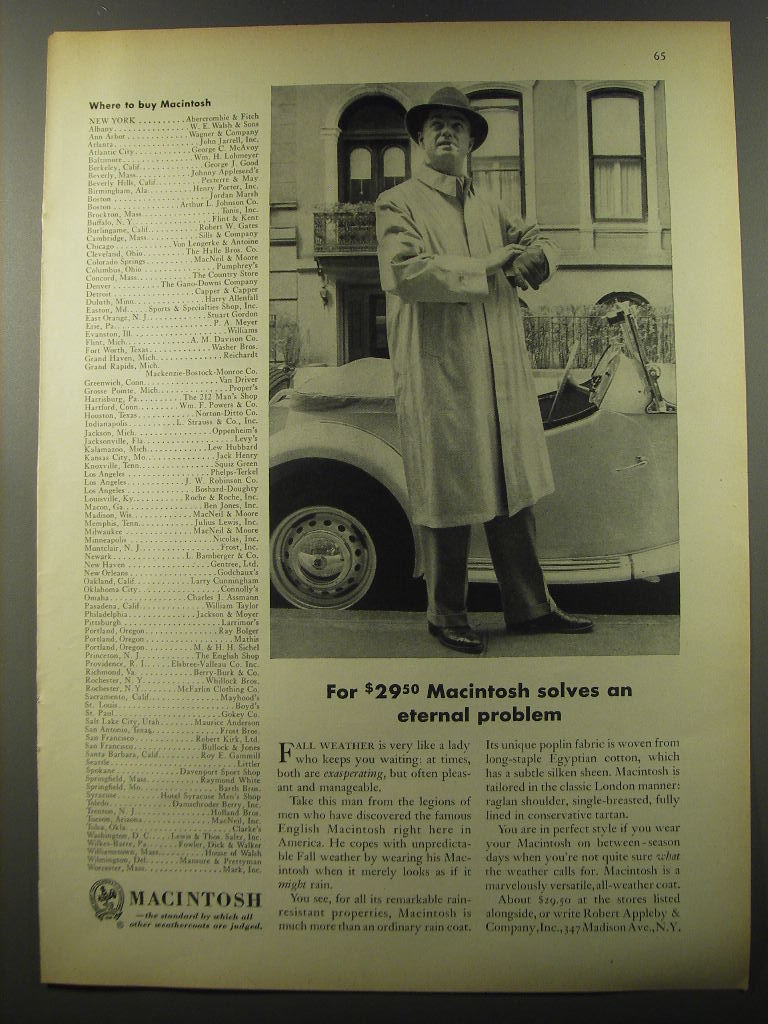 65
Where to buy Macintosh
NEW YORK..........Abercrombie & Fitch
Albany..........W. E. Walsh & Sons
Ann Arbor..........Wagner & Company
Atlanta..........John Jarrell, Inc.
Atlantic City..........George C. McAvoy
Baltimore..........Wm. H. Lohmeyer
Berkeley, Calif..........George J. Good
Beverly, Mass..........Johnny Appleseed's
Beverly Hills, Calif..........Pesterre & May
Birmingham, Ala..........Henry Porter, Inc.
Boston..........Jordan Marsh
Boston..........Arthur L. Johnson Co.
Brockton, Mass..........Tonis, Inc.
Buffalo, N. Y..........Flint & Kent
Burlingame, Calif..........Robert W. Gates
Cambridge, Mass..........Sills & Company
Chicago..........Von Lengerke & Antoine
Cleveland, Ohio..........The Halle Bros. Co.
Colorado Springs..........MacNeil & Moore
Columbus, Ohio..........Pumphrey's
Concord, Mass..........The Country Store
Denver..........The Gano-Downs Company
Detroit..........Capper & Capper
Duluth, Minn..........Harry Allenfall
Easton, Md..........Sports & Specialties Shop, Inc.
East Orange, N. J..........Stuart Gordon
Erie, Pa..........P. A. Meyer
Evanston, Ill..........Williams
Flint, Mich..........A. M. Davison Co.
Fort Worth, Texas..........Washer Bros.
Grand Haven, Mich..........Reichardt
Grand Rapids, Mich.
Mackenzie-Bostock-Monroe Co.
Greenwich, Conn..........Van Driver
Grosse Pointe, Mich..........Proper's
Harrisburg, Pa..........The 212 Man's Shop
Hartford, Conn..........Wm. F. Powers & Co.
Houston, Texas..........Norton-Ditto Co.
Indianapolis..........L. Strauss & Co., Inc.
Jackson, Mich..........Oppenheim's
Jacksonville, Fla..........Levy's
Kalamazoo, Mich..........Lew Hubbard
Kansas City, Mo..........Jack Henry
Knoxville, Tenn..........Squiz Green
Los Angeles..........Phelps-Terkel
Los Angeles..........J. W. Robinson Co.
Los Angeles..........Boshard-Doughty
Louisville, Ky..........Roche & Roche, Inc.
Macon, Ga..........Ben Jones, Inc.
Madison, Wis..........MacNeil & Moore
Memphis, Tenn..........Julius Lewis, Inc.
Milwaukee..........MacNeil & Moore
Minneapolis..........Nicolas, Inc.
Montclair, N. J..........Frost, Inc.
Newark..........L. Bamberger & Co.
New Haven..........Gentree, Ltd.
New Orleans..........Godchaux's
Oakland, Calif..........Larry Cunningham
Oklahoma City..........Connolly's
Omaha..........Charles J. Assmann
Pasadena, Calif..........William Taylor
Philadelphia..........Jackson & Moyer
Pittsburgh..........Larrimor's
Portland, Oregon..........Ray Bolger
Portland, Oregon..........Mathis
Portland, Oregon..........M. & H. H. Sichel
Princeton, N. J..........The English Shop
Providence, R. I..........Elsbree-Valleau Co. Inc.
Richmond, Va..........Berry-Burk & Co.
Rochester, N. Y..........Whillock Bros.
Rochester, N. Y..........McFarlin Clothing Co.
Sacramento, Calif..........Mayhood's
St. Louis..........Boyd's
St. Paul..........Gokey Co.
Salt Lake City, Utah..........Maurice Anderson
San Antonio, Texas..........Frost Bros.
San Francisco..........Robert Kirk, Ltd.
San Francisco..........Bullock & Jones
Santa Barbara, Calif..........Roy E. Gammill
Seattle..........Littler
Spokane..........Davenport Sport Shop
Springfield, Mass..........Raymond White
Springfield, Mo..........Barth Bros.
Syracuse..........Hotel Syracuse Men's Shop
Toledo..........Damschroder Berry, Inc.
Trenton, N. J..........Holland Bros.
Tucson, Arizona..........MacNeil, Inc.
Tulsa, Okla..........Clarke's
Washington, D. C..........Lewis & Thos. Saltz, Inc.
Wilkes-Barre, Pa..........Fowler, Dick & Walker
Williamstown, Mass..........House of Walsh
Wilmington, Del..........Mansure & Prettyman
Worcester, Mass..........Mark, Inc.
MACINTOSH
—the standard by which all
® other weathercoats are judged.
For $29⁵⁰ Macintosh solves an
eternal problem
FALL WEATHER is very like a lady
who keeps you waiting: at times,
both are exasperating, but often pleas-
ant and manageable.
Take this man from the legions of
men who have discovered the famous
English Macintosh right here in
America. He copes with unpredicta-
ble Fall weather by wearing his Mac-
intosh when it merely looks as if it
might rain.
You see, for all its remarkable rain-
resistant properties, Macintosh is
much more than an ordinary rain coat.
Its unique poplin fabric is woven from
long-staple Egyptian cotton, which
has a subtle silken sheen. Macintosh is
tailored in the classic London manner:
raglan shoulder, single-breasted, fully
lined in conservative tartan.
You are in perfect style if you wear
your Macintosh on between-season
days when you're not quite sure what
the weather calls for. Macintosh is a
marvelously versatile, all-weather coat.
About $29.50 at the stores listed
alongside, or write Robert Appleby &
Company, Inc., 347 Madison Ave., N.Y.